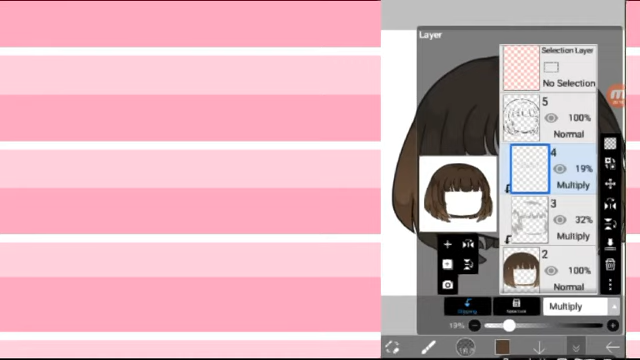 Layer
Selection Layer
No Selection
5
100%
Normal
4
19%
Multiply
3
32%
Multiply
2
100%
Normal
Clipping
Multiply
19%